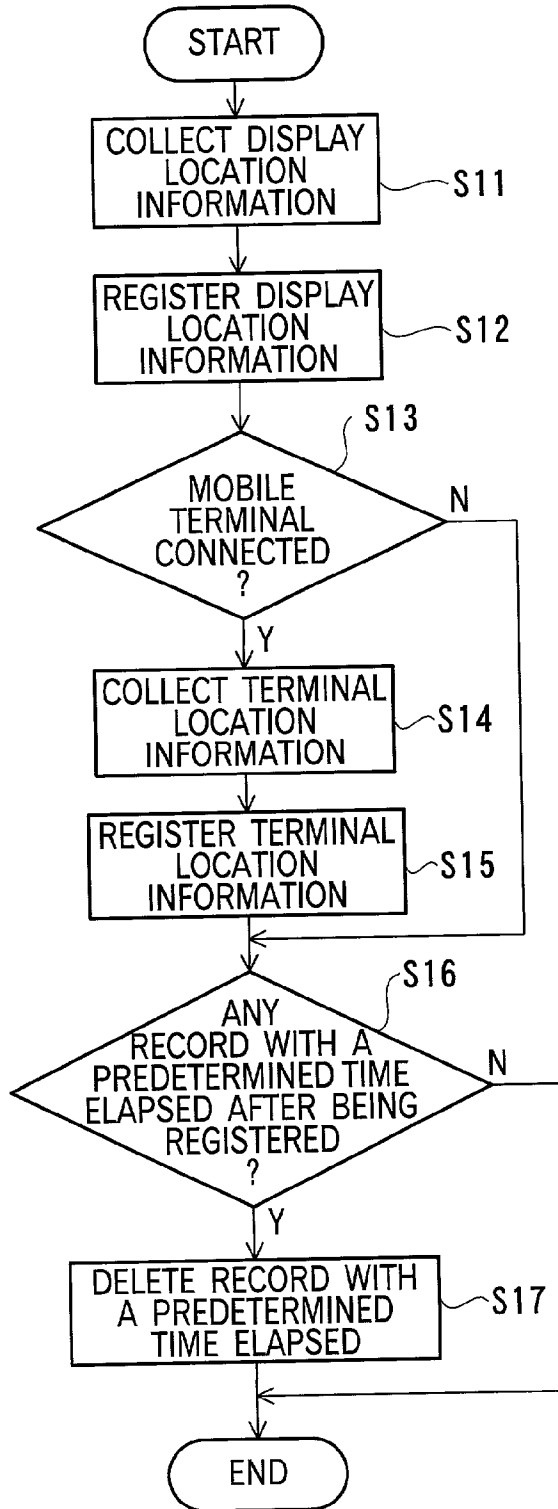 START
COLLECT DISPLAY
LOCATION
INFORMATION
S11
REGISTER DISPLAY
LOCATION
INFORMATION
S12
S13
MOBILE
TERMINAL
CONNECTED
?
N
Y
COLLECT TERMINAL
LOCATION
INFORMATION
S14
REGISTER TERMINAL
LOCATION
INFORMATION
S15
S16
ANY
RECORD WITH A
PREDETERMINED TIME
ELAPSED AFTER BEING
REGISTERED
?
N
Y
DELETE RECORD WITH
A PREDETERMINED
TIME ELAPSED
S17
END